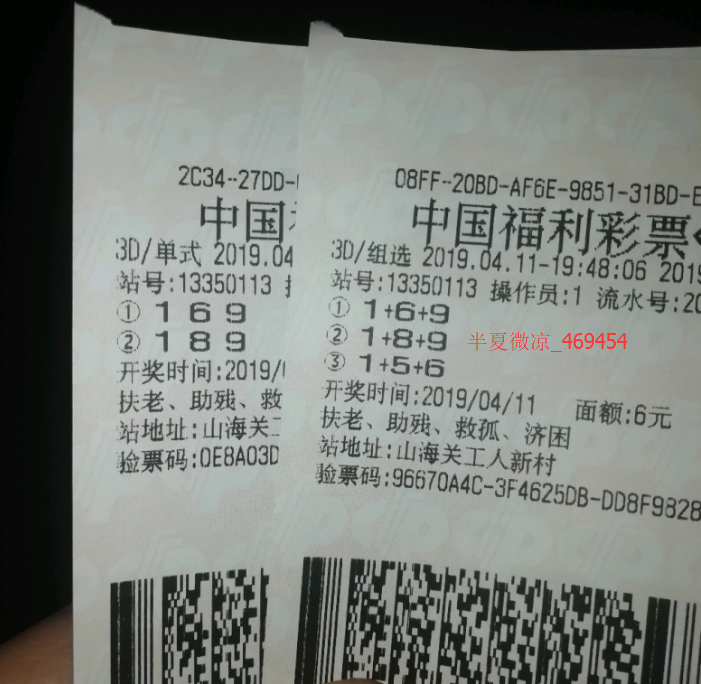 2C34-27DD-
中国
3D/单式 2019.04
站号:13350113
① 1 6 9
② 1 8 9
开奖时间:2019/
扶老、助残、救
站地址:山海关
验票码:0E8A03D
08FF-20BD-AF6E-9851-31BD-E
中国福利彩票
3D/组选 2019.04.11-19:48:06 2019
站号:13350113 操作员:1 流水号:20
① 1+6+9
② 1+8+9
③ 1+5+6
半夏微凉_469454
开奖时间:2019/04/11 面额:6元
扶老、助残、救孤、济困
站地址:山海关工人新村
验票码:96670A4C-3F4625DB-DD8F9828